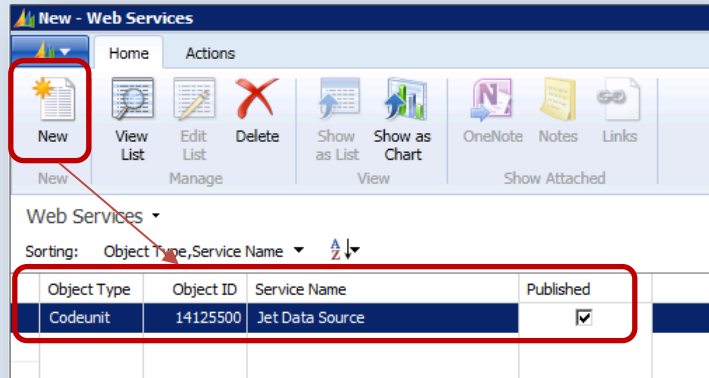 New - Web Services
Home Actions
New View List Edit List Delete Show as List Show as Chart OneNote Notes Links
New Manage View Show Attached
Web Services
Sorting: Object Type,Service Name AZ
Object Type Object ID Service Name Published
Codeunit 14125500 Jet Data Source